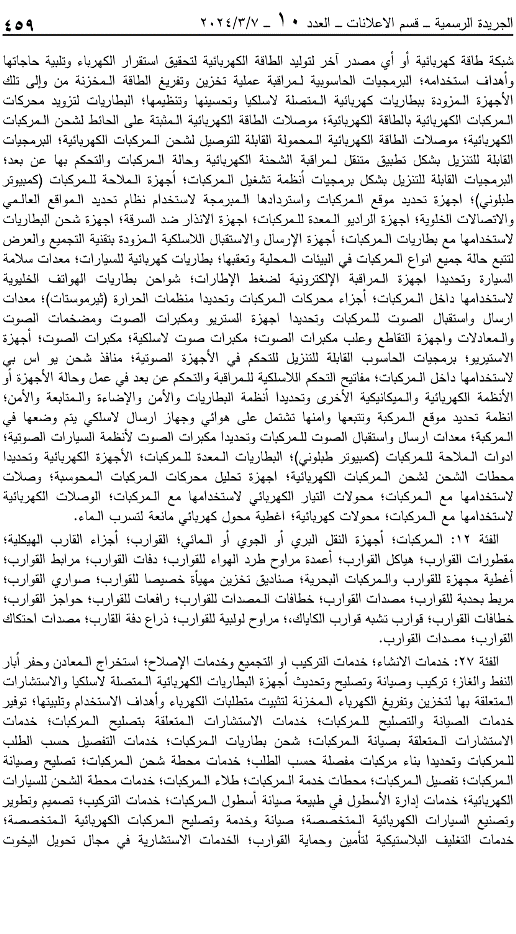 الجريدة الرسمية – قسم الاعلانات – العدد ١٠ – ٢٠٢٤/٣/٧ ٤٥٩
شبكة طاقة كهربائية أو أي مصدر آخر لتوليد الطاقة الكهربائية لتحقيق استقرار الكهرباء وتلبية حاجاتها
وأهداف استخدامه؛ البرمجيات الحاسوبية لمراقبة عملية تخزين وتفريغ الطاقة المخزنة من وإلى تلك
الأجهزة المزودة ببطاريات كهربائية المتصلة لاسلكيا وتحسينها وتنظيمها؛ البطاريات لتزويد محركات
المركبات الكهربائية بالطاقة الكهربائية؛ موصلات الطاقة الكهربائية المثبتة على الحائط لشحن المركبات
الكهربائية؛ موصلات الطاقة الكهربائية المحمولة القابلة للتوصيل لشحن المركبات الكهربائية؛ البرمجيات
القابلة للتنزيل بشكل تطبيق متنقل لمراقبة الشحنة الكهربائية وحالة المركبات والتحكم بها عن بعد؛
البرمجيات القابلة للتنزيل بشكل برمجيات أنظمة تشغيل المركبات؛ أجهزة الملاحة للمركبات (كمبيوتر
طبلوني)؛ اجهزة تحديد موقع المركبات واستردادها المبرمجة لاستخدام نظام تحديد المواقع العالمي
والاتصالات الخلوية؛ اجهزة الراديو المعدة للمركبات؛ اجهزة الانذار ضد السرقة؛ اجهزة شحن البطاريات
لاستخدامها مع بطاريات المركبات؛ أجهزة الإرسال والاستقبال اللاسلكية المزودة بتقنية التجميع والعرض
لتتبع حالة جميع انواع المركبات في البيئات المحلية وتعقبها؛ بطاريات كهربائية للسيارات؛ معدات سلامة
السيارة وتحديدا اجهزة المراقبة الإلكترونية لضغط الإطارات؛ شواحن بطاريات الهواتف الخليوية
لاستخدامها داخل المركبات؛ أجزاء محركات المركبات وتحديدا منظمات الحرارة (ثيرموستات)؛ معدات
ارسال واستقبال الصوت للمركبات وتحديدا اجهزة الستريو ومكبرات الصوت ومضخمات الصوت
والمعادلات واجهزة التقاطع وعلب مكبرات الصوت؛ مكبرات صوت لاسلكية؛ مكبرات الصوت؛ أجهزة
الاستيريو؛ برمجيات الحاسوب القابلة للتنزيل للتحكم في الأجهزة الصوتية؛ منافذ شحن يو اس بي
لاستخدامها داخل المركبات؛ مفاتيح التحكم اللاسلكية للمراقبة والتحكم عن بعد في عمل وحالة الأجهزة أو
الأنظمة الكهربائية والميكانيكية الأخرى وتحديدا أنظمة البطاريات والأمن والإضاءة والمتابعة والأمن؛
انظمة تحديد موقع المركبة وتتبعها وامنها تشتمل على هوائي وجهاز ارسال لاسلكي يتم وضعها في
المركبة؛ معدات ارسال واستقبال الصوت للمركبات وتحديدا مكبرات الصوت لأنظمة السيارات الصوتية؛
ادوات الملاحة للمركبات (كمبيوتر طبلوني)؛ البطاريات المعدة للمركبات؛ الأجهزة الكهربائية وتحديدا
محطات الشحن لشحن المركبات الكهربائية؛ اجهزة تحليل محركات المركبات المحوسبة؛ وصلات
لاستخدامها مع المركبات؛ محولات التيار الكهربائي لاستخدامها مع المركبات؛ الوصلات الكهربائية
لاستخدامها مع المركبات؛ محولات كهربائية؛ اغطية محول كهربائي مانعة لتسرب الماء.
الفئة ١٢: المركبات؛ أجهزة النقل البري أو الجوي أو المائي؛ القوارب؛ أجزاء القارب الهيكلية؛
مقطورات القوارب؛ هياكل القوارب؛ أعمدة مراوح طرد الهواء للقوارب؛ دفات القوارب؛ مرابط القوارب؛
أغطية مجهزة للقوارب والمركبات البحرية؛ صناديق تخزين مهيأة خصيصا للقوارب؛ صواري القوارب؛
مربط بحدبة للقوارب؛ مصدات القوارب؛ خطافات المصدات للقوارب؛ رافعات للقوارب؛ حواجز القوارب؛
خطافات القوارب؛ قوارب تشبه قوارب الكاياك،؛ مراوح لولبية للقوارب؛ ذراع دفة القارب؛ مصدات احتكاك
القوارب؛ مصدات القوارب.
الفئة ٢٧: خدمات الانشاء؛ خدمات التركيب او التجميع وخدمات الإصلاح؛ استخراج المعادن وحفر أبار
النفط والغاز؛ تركيب وصيانة وتصليح وتحديث أجهزة البطاريات الكهربائية المتصلة لاسلكيا والاستشارات
المتعلقة بها لتخزين وتفريغ الكهرباء المخزنة لتثبيت متطلبات الكهرباء وأهداف الاستخدام وتلبيتها؛ توفير
خدمات الصيانة والتصليح للمركبات؛ خدمات الاستشارات المتعلقة بتصليح المركبات؛ خدمات
الاستشارات المتعلقة بصيانة المركبات؛ شحن بطاريات المركبات؛ خدمات التفصيل حسب الطلب
للمركبات وتحديدا بناء مركبات مفصلة حسب الطلب؛ خدمات محطة شحن المركبات؛ تصليح وصيانة
المركبات؛ تفصيل المركبات؛ محطات خدمة المركبات؛ طلاء المركبات؛ خدمات محطة الشحن للسيارات
الكهربائية؛ خدمات إدارة الأسطول في طبيعة صيانة أسطول المركبات؛ خدمات التركيب؛ تصميم وتطوير
وتصنيع السيارات الكهربائية المتخصصة؛ صيانة وخدمة وتصليح المركبات الكهربائية المتخصصة؛
خدمات التغليف البلاستيكية لتأمين وحماية القوارب؛ الخدمات الاستشارية في مجال تحويل اليخوت